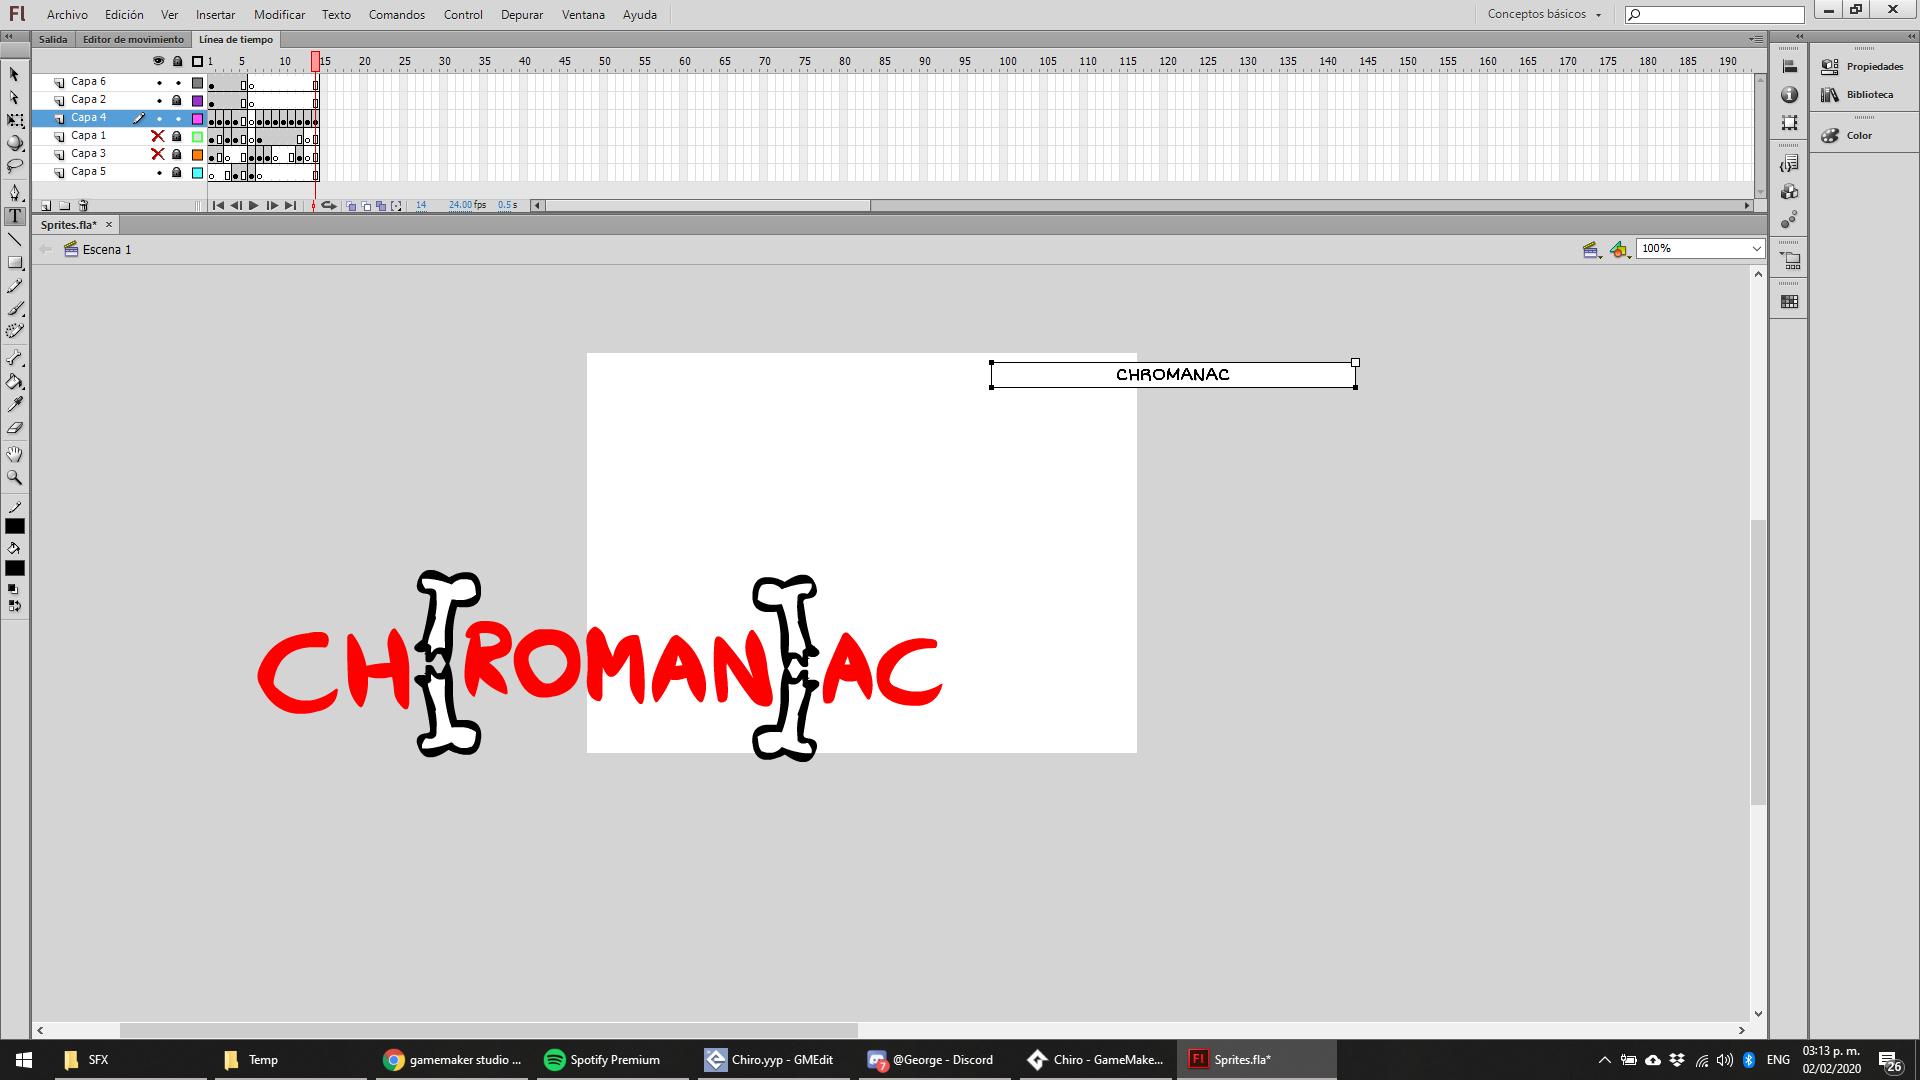 Fl Archivo Edición Ver Insertar Modificar Texto Comandos Control Depurar Ventana Ayuda Conceptos básicos
Salida Editor de movimiento Línea de tiempo
1 5 10 15 20 25 30 35 40 45 50 55 60 65 70 75 80 85 90 95 100 105 110 115 120 125 130 135 140 145 150 155 160 165 170 175 180 185 190
Capa 6
Capa 2
Capa 4
Capa 1
Capa 3
Capa 5
14 24.00 fps 0.5 s
Propiedades
Biblioteca
Color
Sprites.fla*
Escena 1
100%
CHROMANAC
CHIROMANIAC
SFX Temp gamemaker studio ... Spotify Premium Chiro.yyp - GMEdit @George - Discord Chiro - GameMake... Fl Sprites.fla*
7
ENG
03:13 p. m.
02/02/2020
26